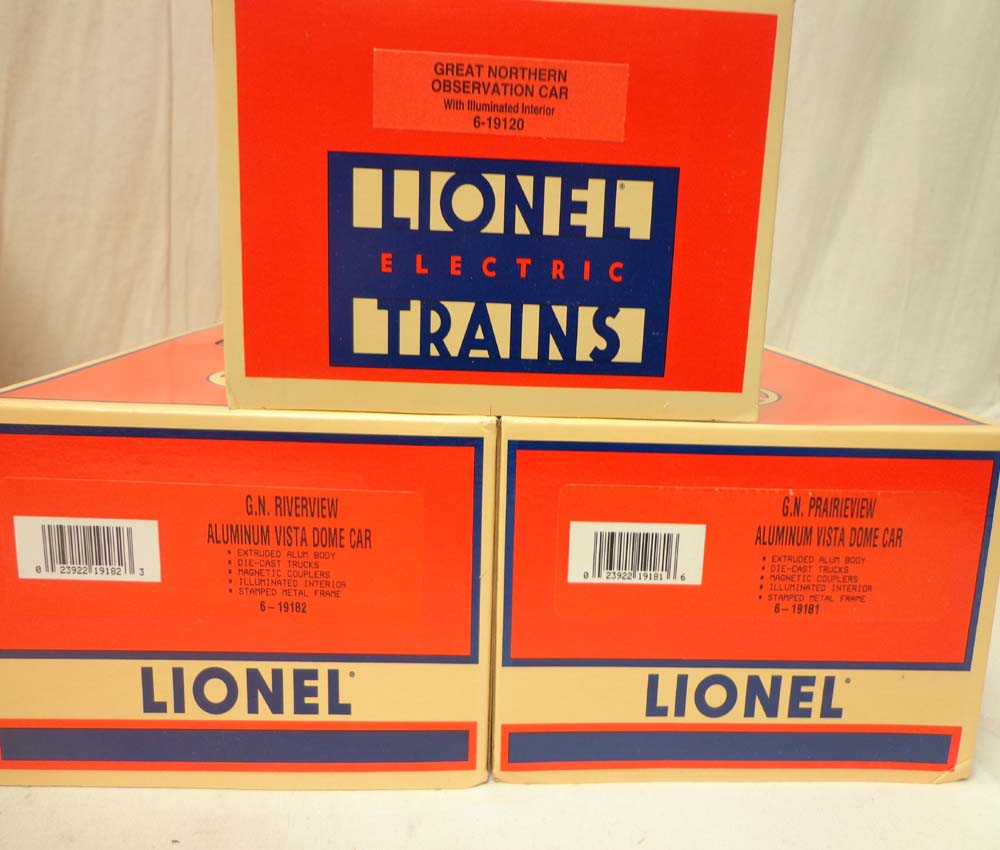 GREAT NORTHERN
OBSERVATION CAR
With Illuminated Interior
6-19120
LIONEL®
ELECTRIC
TRAINS
G.N. RIVERVIEW
ALUMINUM VISTA DOME CAR
• EXTRUDED ALUM BODY
• DIE-CAST TRUCKS
• MAGNETIC COUPLERS
• ILLUMINATED INTERIOR
• STAMPED METAL FRAME
6-19182
0 23922 19182 3
LIONEL®
G.N. PRAIRIEVIEW
ALUMINUM VISTA DOME CAR
• EXTRUDED ALUM BODY
• DIE-CAST TRUCKS
• MAGNETIC COUPLERS
• ILLUMINATED INTERIOR
• STAMPED METAL FRAME
6-19181
0 23922 19181 6
LIONEL®